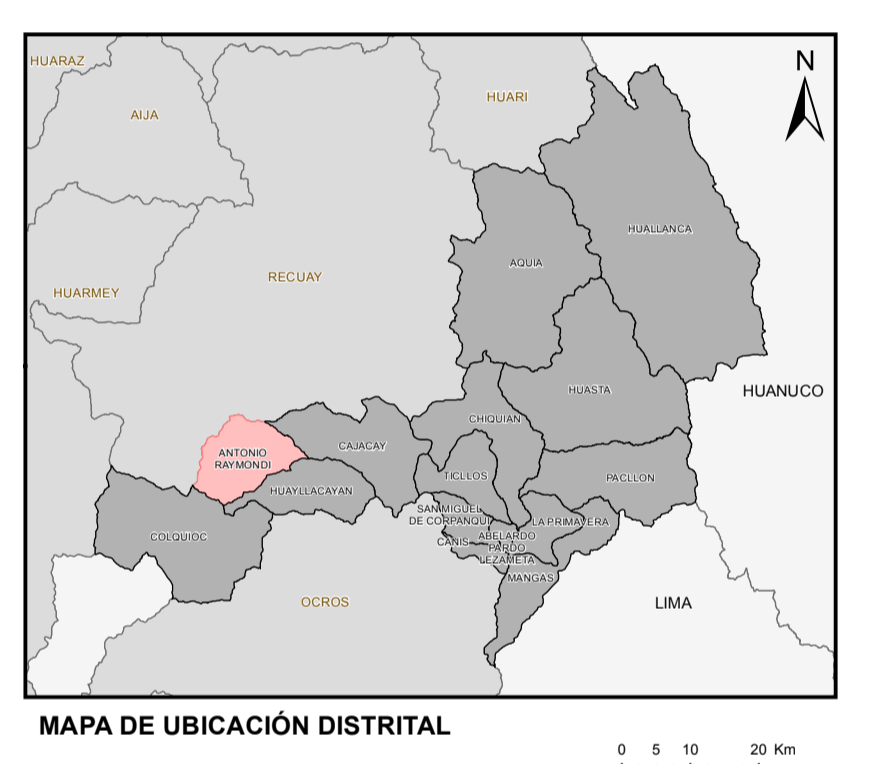 HUARAZ
AIJA
HUARI
N
HUALLANCA
AQUIA
RECUAY
HUARMEY
HUASTA
HUANUCO
CHIQUIAN
CAJACAY
ANTONIO
RAYMONDI
TICLLOS
PACLLON
HUAYLLACAYAN
SAN MIGUEL
DE CORPANQUI
LA PRIMAVERA
COLQUIOC
CANIS
ABELARDO
PARDO
LEZAMETA
MANGAS
OCROS
LIMA
MAPA DE UBICACIÓN DISTRITAL
0 5 10 20 Km